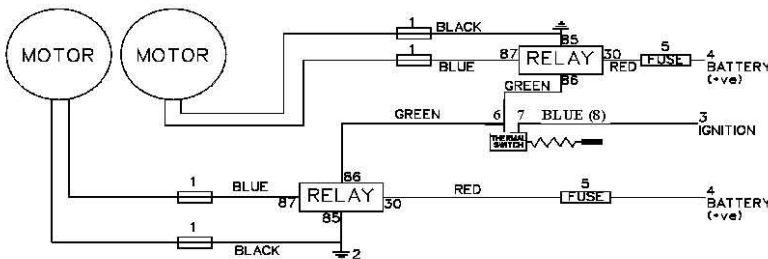 MOTOR
MOTOR
1
BLACK
85
1
BLUE
87
RELAY
30
RED
5
FUSE
4
BATTERY
(+ve)
86
GREEN
GREEN
6
7
BLUE (8)
3
IGNITION
THERMAL
SWITCH
86
1
BLUE
87
RELAY
30
RED
5
FUSE
4
BATTERY
(+ve)
85
1
BLACK
2